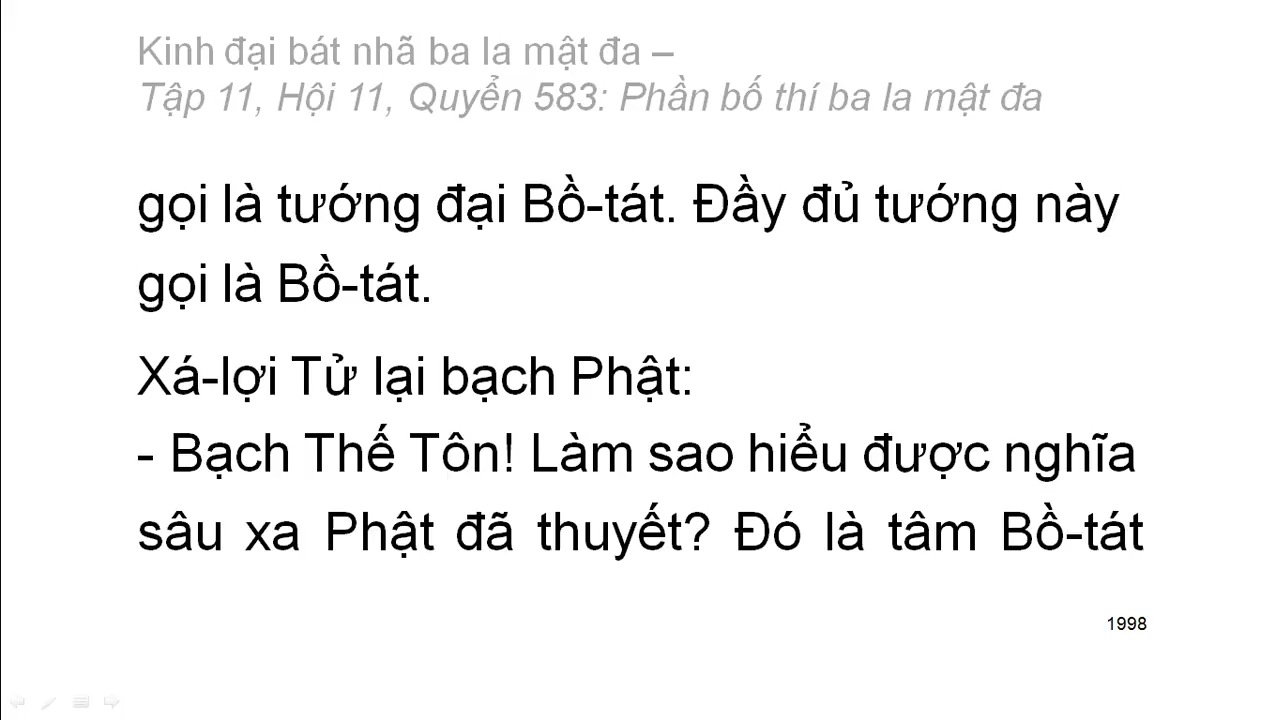 Kinh đại bát nhã ba la mật đa –
Tập 11, Hội 11, Quyển 583: Phần bố thí ba la mật đa
gọi là tướng đại Bồ-tát. Đầy đủ tướng này
gọi là Bồ-tát.
Xá-lợi Tử lại bạch Phật:
- Bạch Thế Tôn! Làm sao hiểu được nghĩa
sâu xa Phật đã thuyết? Đó là tâm Bồ-tát
1998